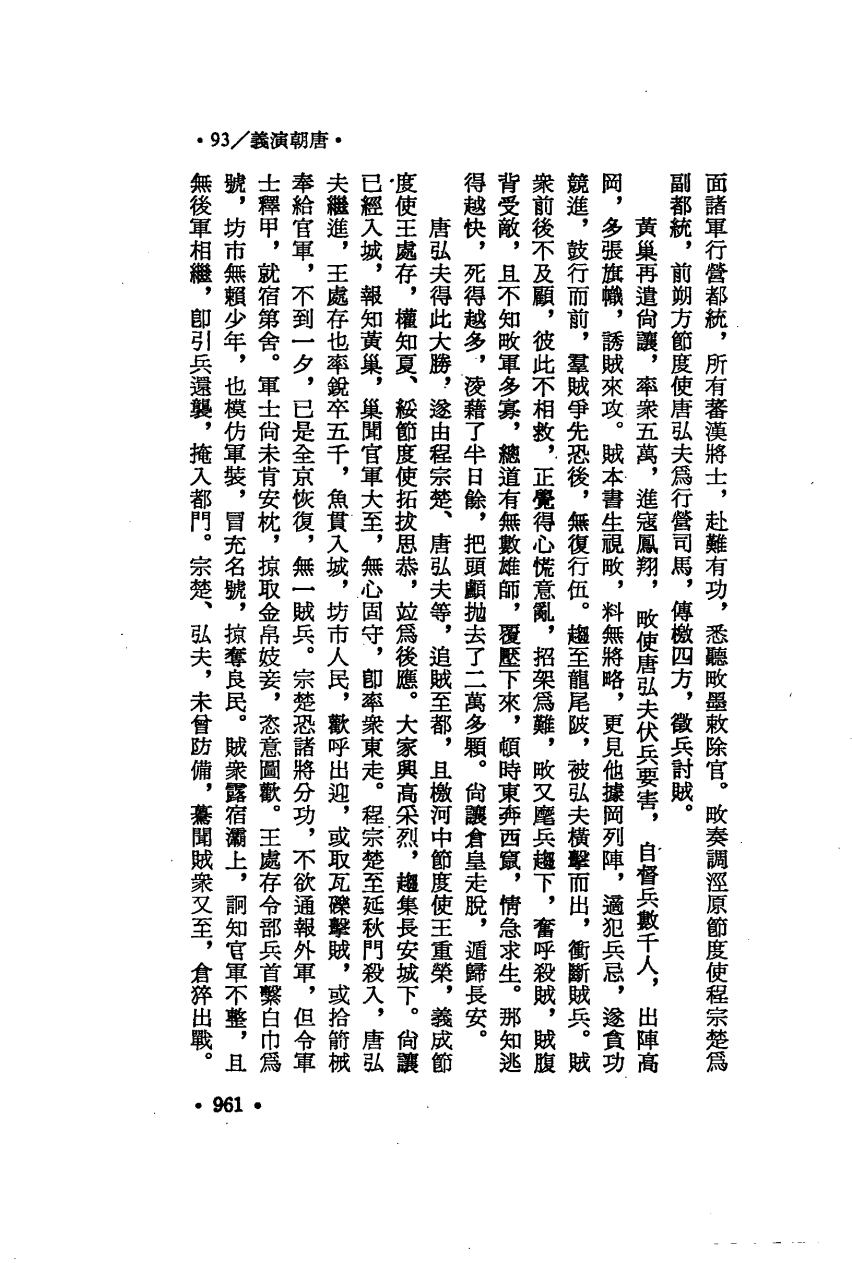 ·93/義演朝唐·
面諸軍行營都統，所有蕃漢將士，赴難有功，悉聽畋墨敕除官。畋奏調涇原節度使程宗楚爲
副都統，前朔方節度使唐弘夫爲行營司馬，傳檄四方，徵兵討賊。
黃巢再遣尙讓，率衆五萬，進寇鳳翔，畋使唐弘夫伏兵要害，自督兵數千人，出陣高
岡，多張旗幟，誘賊來攻。賊本書生視畋，料無將略，更見他據岡列陣，適犯兵忌，遂貪功
競進，鼓行而前，羣賊爭先恐後，無復行伍。趨至龍尾陂，被弘夫橫擊而出，衝斷賊兵。賊
衆前後不及顧，彼此不相救，正覺得心慌意亂，招架爲難，畋又麾兵趨下，奮呼殺賊，賊腹
背受敵，且不知畋軍多寡，總道有無數雄師，覆壓下來，頓時東奔西竄，情急求生。那知逃
得越快，死得越多，淩藉了半日餘，把頭顱拋去了二萬多顆。尙讓倉皇走脫，遁歸長安。
唐弘夫得此大勝，遂由程宗楚、唐弘夫等，追賊至都，且檄河中節度使王重榮，義成節
度使王處存，權知夏、綏節度使拓拔思恭，竝爲後應。大家興高采烈，趨集長安城下。尙讓
已經入城，報知黃巢，巢聞官軍大至，無心固守，卽率衆東走。程宗楚至延秋門殺入，唐弘
夫繼進，王處存也率銳卒五千，魚貫入城，坊市人民，歡呼出迎，或取瓦礫擊賊，或拾箭械
奉給官軍，不到一夕，已是全京恢復，無一賊兵。宗楚恐諸將分功，不欲通報外軍，但令軍
士釋甲，就宿第舍。軍士尙未肯安枕，掠取金帛妓妾，恣意圖歡。王處存令部兵首繫白巾爲
號，坊市無賴少年，也模仿軍裝，冒充名號，掠奪良民。賊衆露宿灞上，詗知官軍不整，且
無後軍相繼，卽引兵還襲，掩入都門。宗楚、弘夫，未曾防備，驀聞賊衆又至，倉猝出戰。
·961·